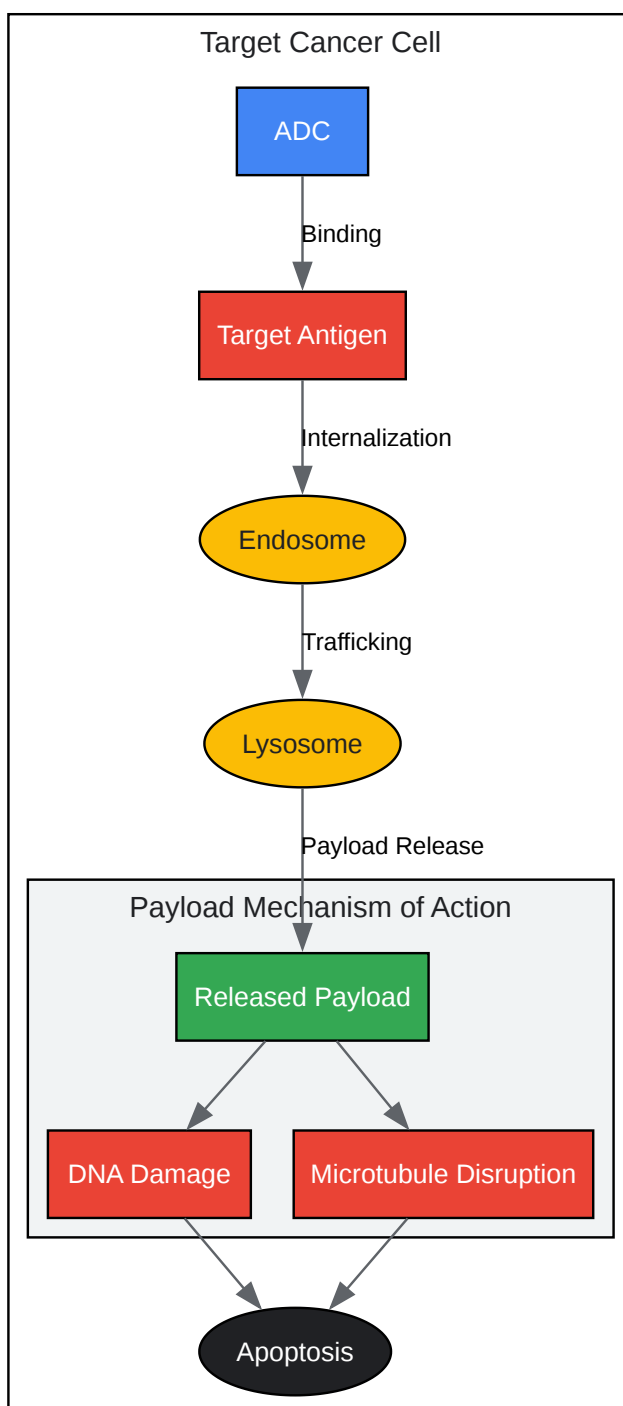 Target Cancer Cell
ADC
Binding
Target Antigen
Internalization
Endosome
Trafficking
Lysosome
Payload Release
Payload Mechanism of Action
Released Payload
DNA Damage
Microtubule Disruption
Apoptosis